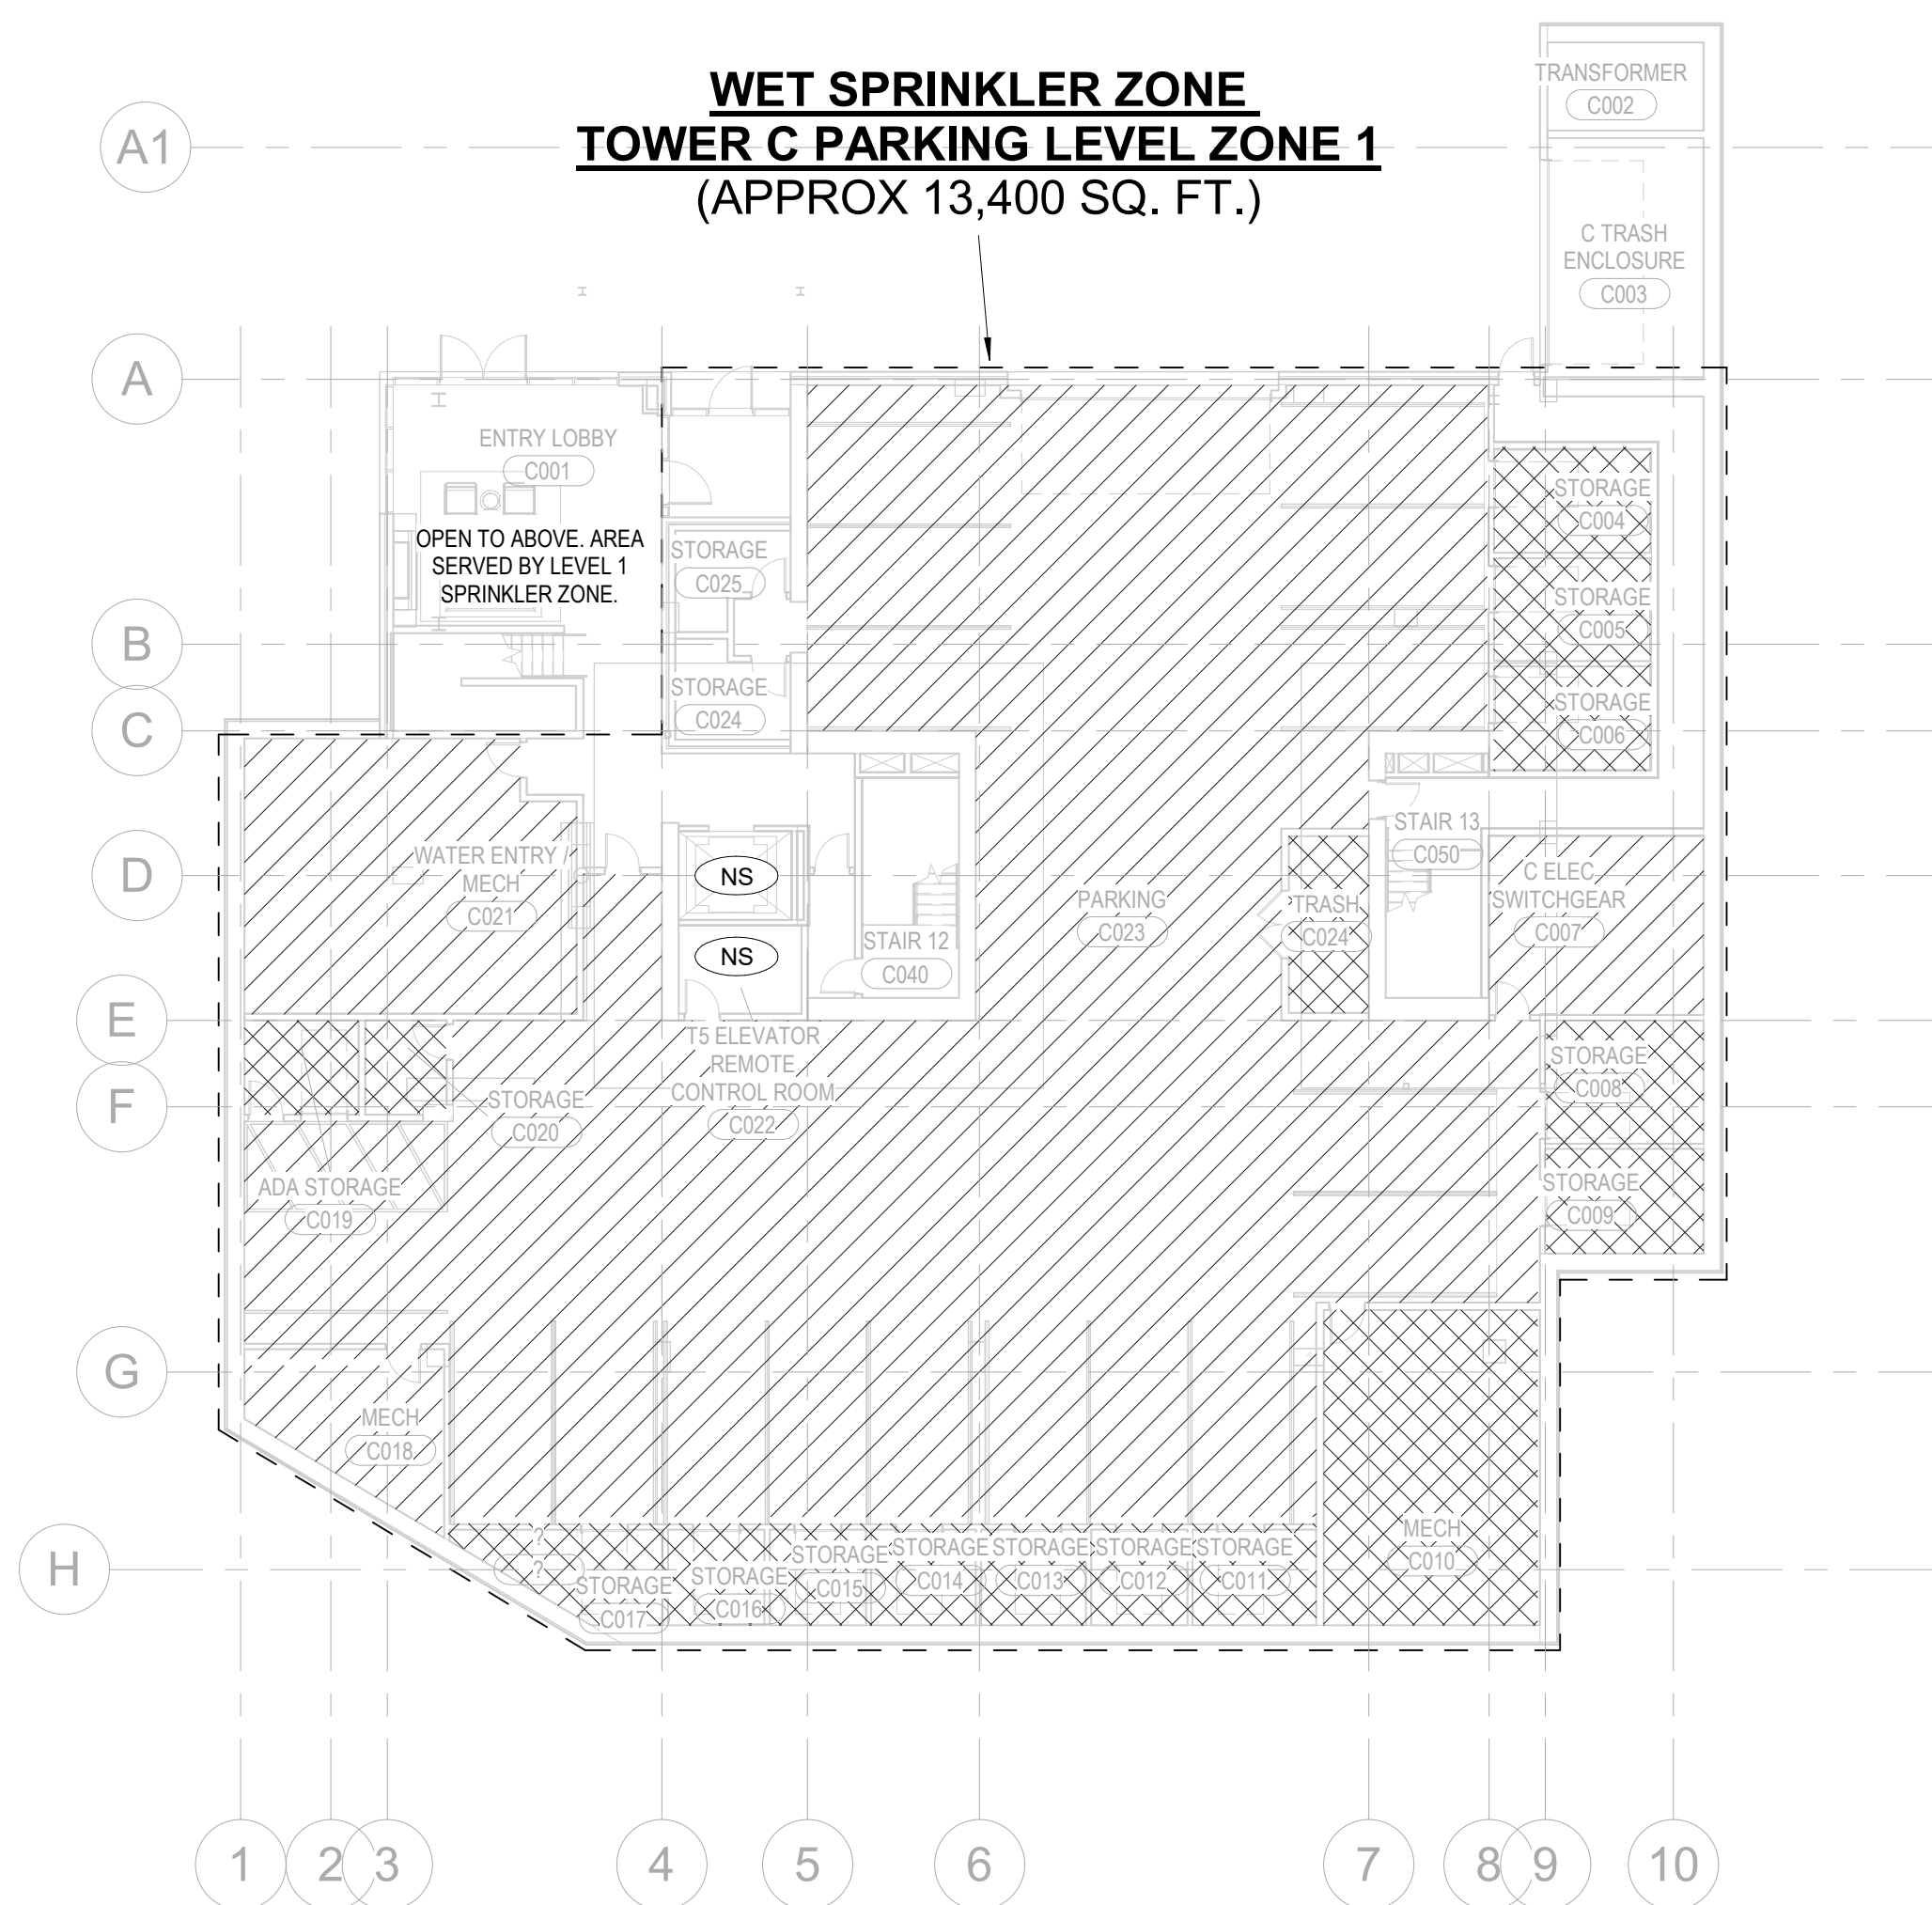 WET SPRINKLER ZONE
TOWER C PARKING LEVEL ZONE 1
(APPROX 13,400 SQ. FT.)
TRANSFORMER
C002
A1
C TRASH
ENCLOSURE
C003
A
ENTRY LOBBY
C001
OPEN TO ABOVE. AREA
SERVED BY LEVEL 1
SPRINKLER ZONE.
STORAGE
C025
STORAGE
C004
STORAGE
C005
B
STORAGE
C024
STORAGE
C006
C
WATER ENTRY /
MECH
C021
D
NS
NS
STAIR 12
C040
PARKING
C023
TRASH
C024
STAIR 13
C050
C ELEC
SWITCHGEAR
C007
E
T5 ELEVATOR
REMOTE
CONTROL ROOM
C022
STORAGE
C008
F
STORAGE
C020
ADA STORAGE
C019
STORAGE
C009
G
MECH
C018
H
?
?
STORAGE
C017
STORAGE
C016
STORAGE
C015
STORAGE
C014
STORAGE
C013
STORAGE
C012
STORAGE
C011
MECH
C010
1
2
3
4
5
6
7
8
9
10